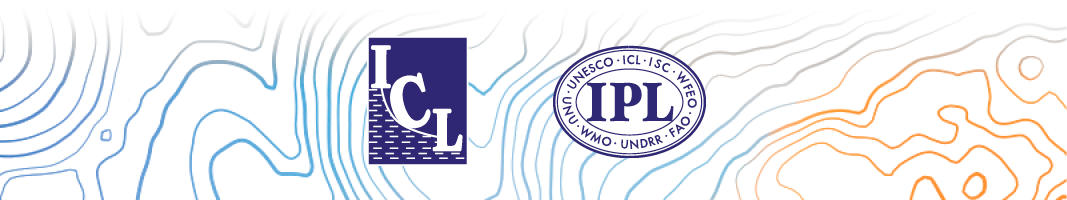 ICL
UNESCO · ICL · ISC · WFEO · FAO · UNDRR · WMO · UNU ·
IPL